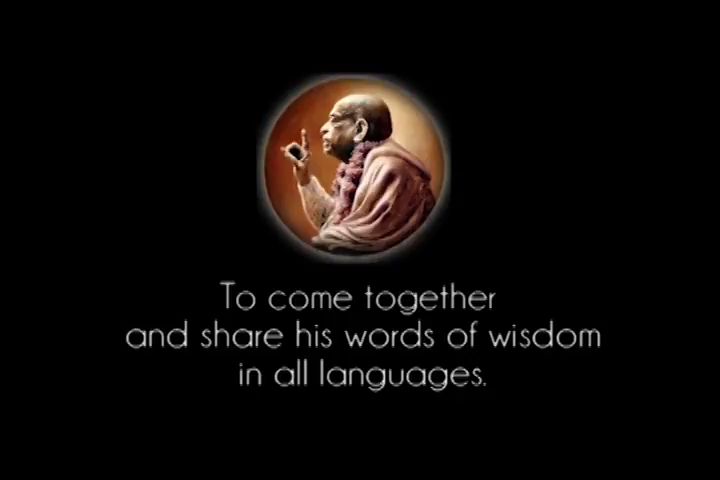 To come together
and share his words of wisdom
in all languages.